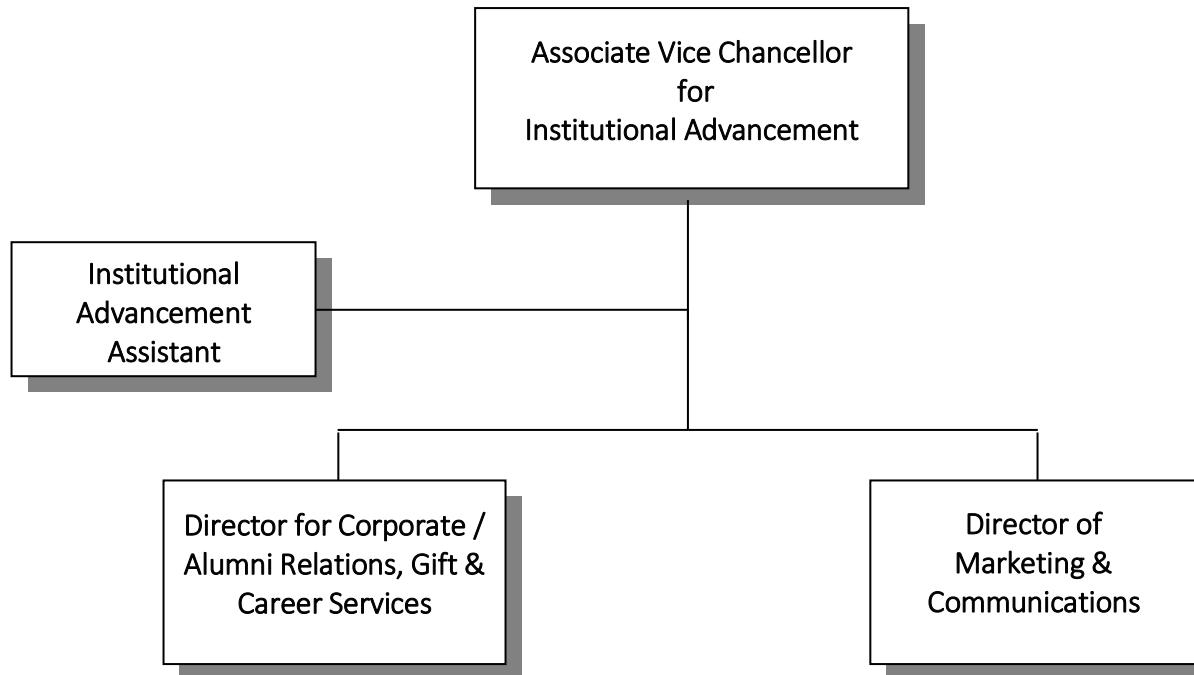 Associate Vice Chancellor
for
Institutional Advancement
Institutional
Advancement
Assistant
Director for Corporate /
Alumni Relations, Gift &
Career Services
Director of
Marketing &
Communications